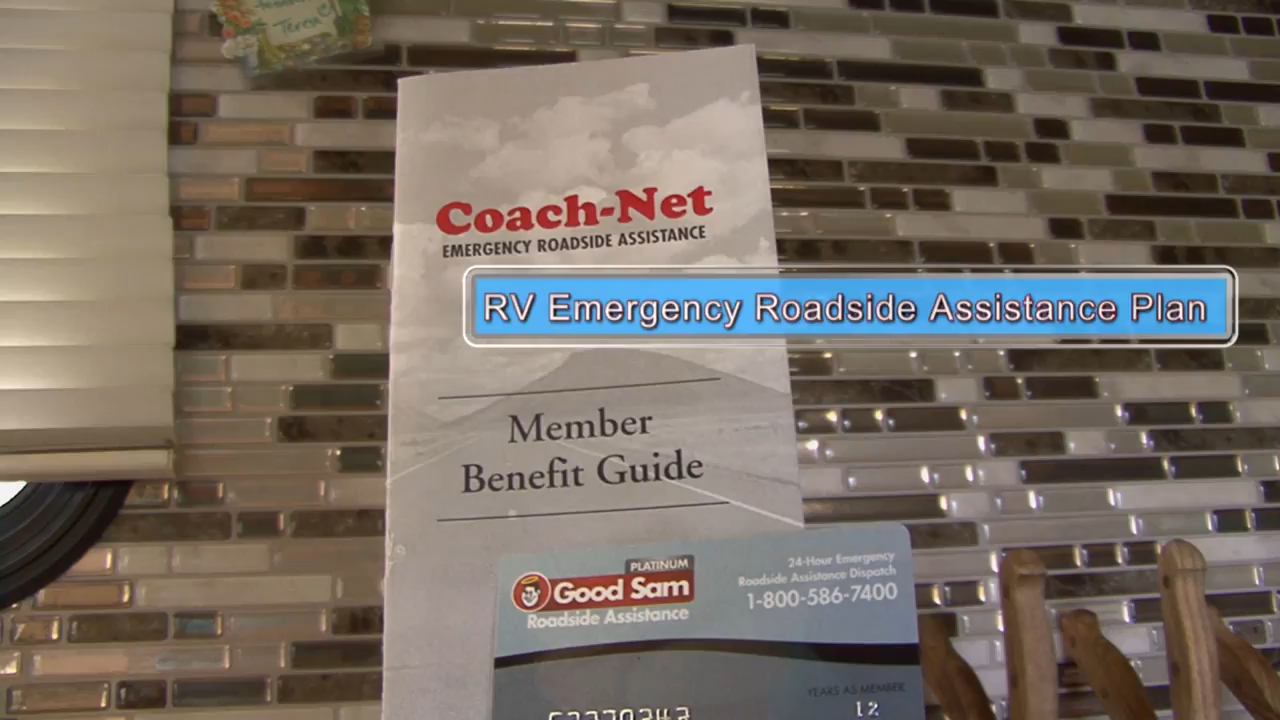 Coach-Net
EMERGENCY ROADSIDE ASSISTANCE
RV Emergency Roadside Assistance Plan
Member
Benefit Guide
PLATINUM
Good Sam
Roadside Assistance
24-Hour Emergency
Roadside Assistance Dispatch
1-800-586-7400
YEARS AS MEMBER
12